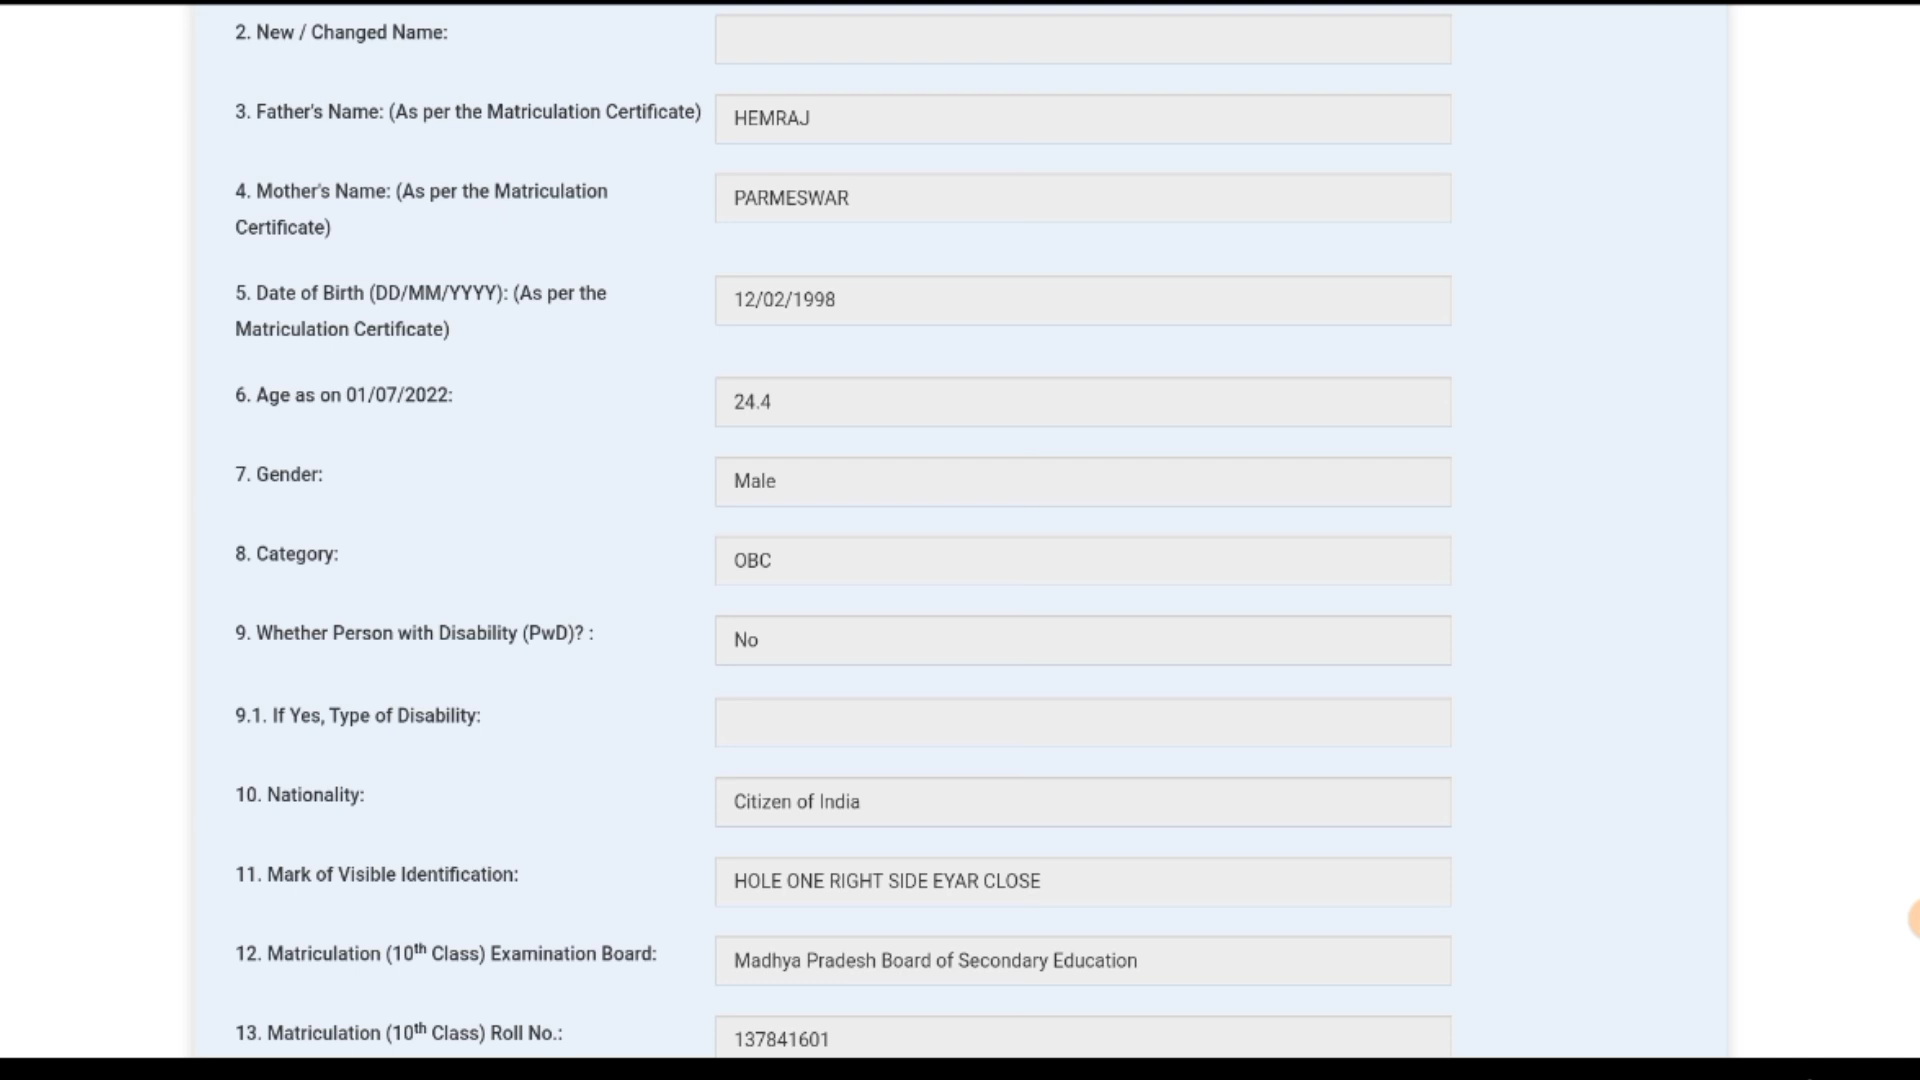 2. New / Changed Name:
3. Father's Name: (As per the Matriculation Certificate) HEMRAJ
4. Mother's Name: (As per the Matriculation
Certificate) PARMESWAR
5. Date of Birth (DD/MM/YYYY): (As per the
Matriculation Certificate) 12/02/1998
6. Age as on 01/07/2022: 24.4
7. Gender: Male
8. Category: OBC
9. Whether Person with Disability (PwD)? : No
9.1. If Yes, Type of Disability:
10. Nationality: Citizen of India
11. Mark of Visible Identification: HOLE ONE RIGHT SIDE EYAR CLOSE
12. Matriculation (10th Class) Examination Board: Madhya Pradesh Board of Secondary Education
13. Matriculation (10th Class) Roll No.: 137841601